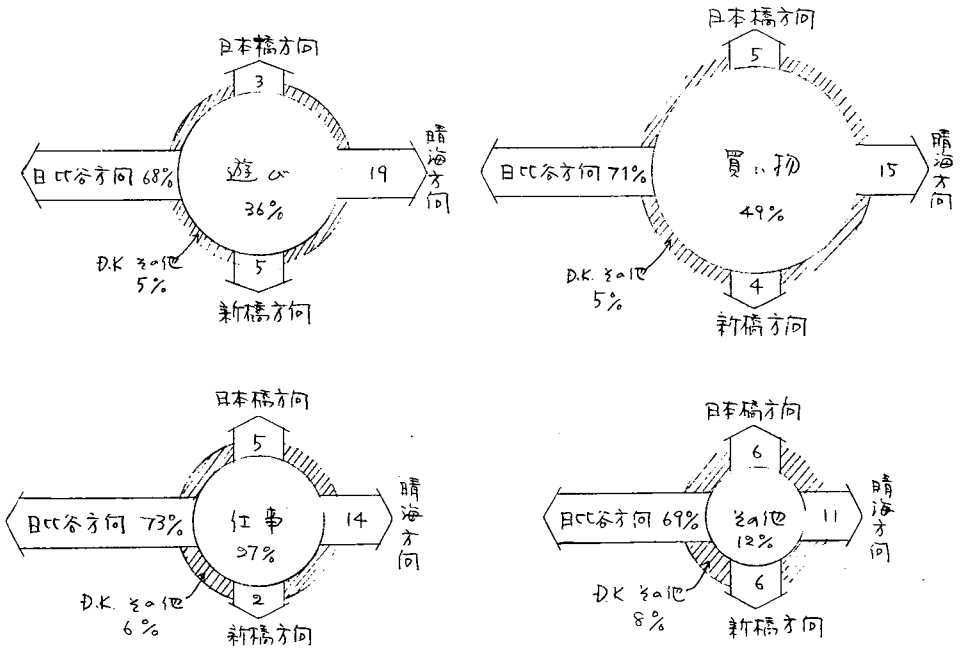 日本橋方向
3
日比谷方向 68%
遊び
36%
19
晴海方向
D.K. その他
5%
5
新橋方向
日本橋方向
5
日比谷方向 71%
買い物
49%
15
晴海方向
D.K. その他
5%
4
新橋方向
日本橋方向
5
日比谷方向 73%
仕事
27%
14
晴海方向
D.K. その他
6%
2
新橋方向
日本橋方向
6
日比谷方向 69%
その他
12%
11
晴海方向
D.K. その他
8%
6
新橋方向